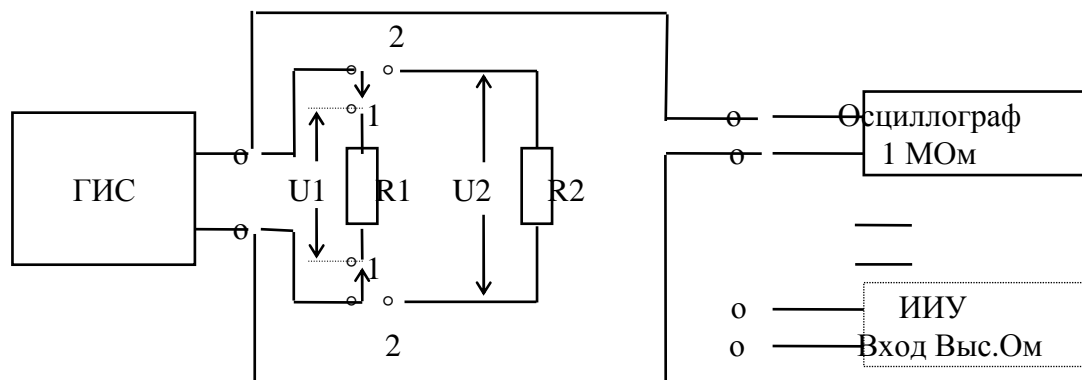 2
1
о
Осциллограф
о
о
1 МОм
ГИС
U1
R1
U2
R2
о
1
о
ИИУ
2
о
Вход Выс.Ом